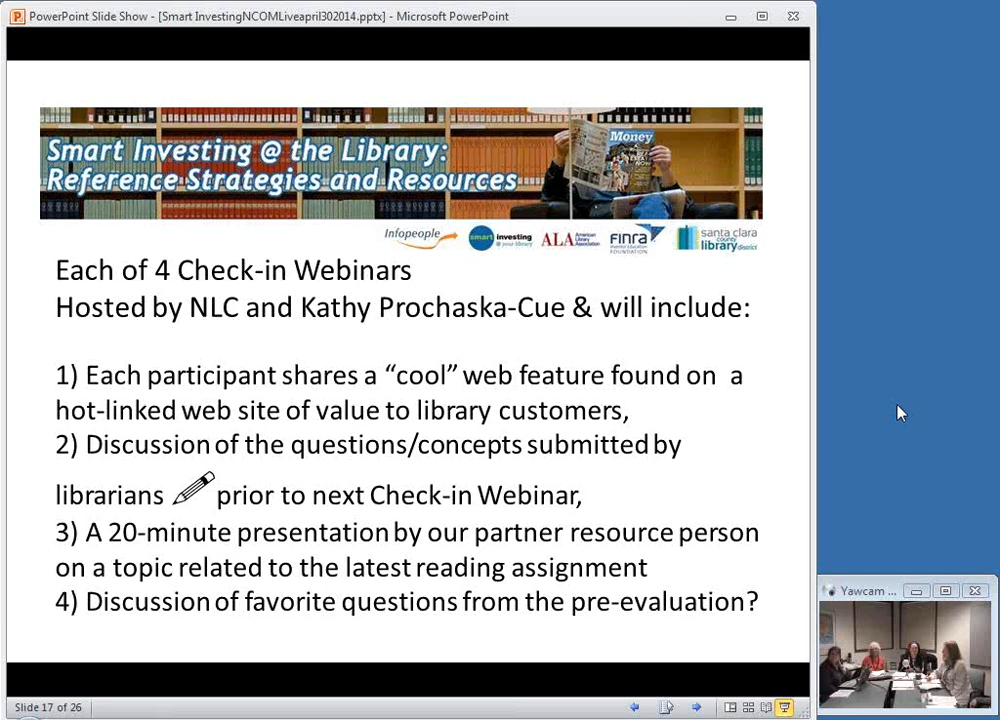 PowerPoint Slide Show - [Smart InvestingNCOMLiveapril302014.pptx] - Microsoft PowerPoint
Money
Smart Investing @ the Library:
Reference Strategies and Resources
Infopeople
smart investing
@ your library
ALA American Library Association
FINRA
Investor Education
FOUNDATION
santa clara
county
library district
Each of 4 Check-in Webinars
Hosted by NLC and Kathy Prochaska-Cue & will include:
1) Each participant shares a “cool” web feature found on a
hot-linked web site of value to library customers,
2) Discussion of the questions/concepts submitted by
librarians prior to next Check-in Webinar,
3) A 20-minute presentation by our partner resource person
on a topic related to the latest reading assignment
4) Discussion of favorite questions from the pre-evaluation?
Yawcam ...
Slide 17 of 26